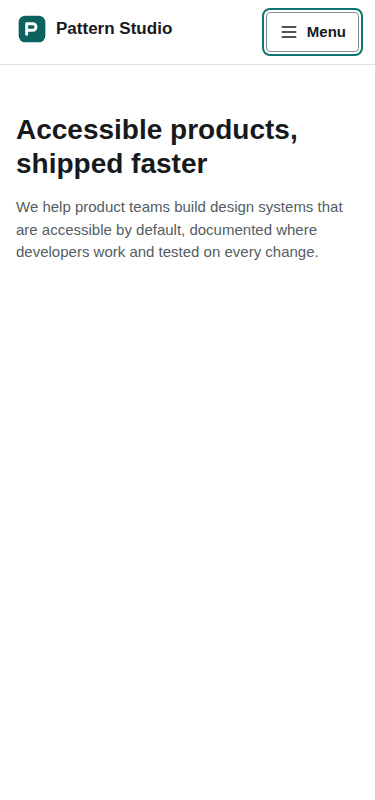 Pattern Studio
Menu
Accessible products,
shipped faster
We help product teams build design systems that
are accessible by default, documented where
developers work and tested on every change.